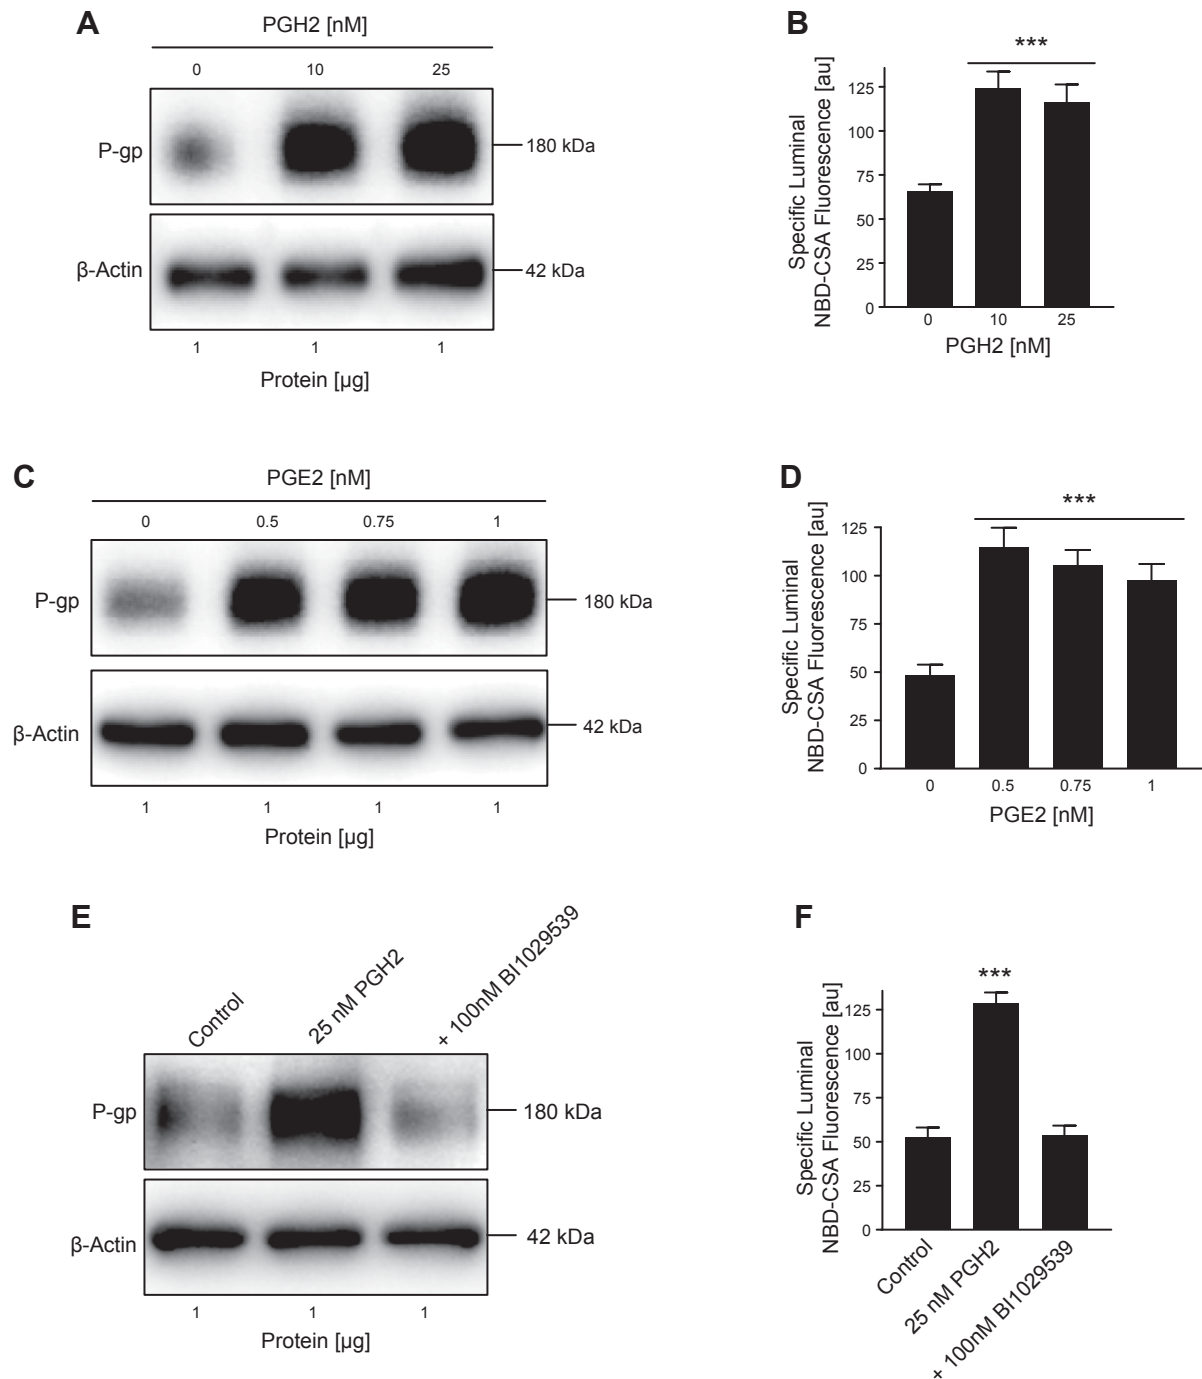 A
PGH2 [nM]
0 10 25
P-gp
180 kDa
β-Actin
42 kDa
1 1 1
Protein [µg]
B
***
Specific Luminal
NBD-CSA Fluorescence [au]
125
100
75
50
25
0
0 10 25
PGH2 [nM]
C
PGE2 [nM]
0 0.5 0.75 1
P-gp
180 kDa
β-Actin
42 kDa
1 1 1 1
Protein [µg]
D
***
Specific Luminal
NBD-CSA Fluorescence [au]
125
100
75
50
25
0
0 0.5 0.75 1
PGE2 [nM]
E
Control
25 nM PGH2
+ 100nM BI1029539
P-gp
180 kDa
β-Actin
42 kDa
1 1 1
Protein [µg]
F
***
Specific Luminal
NBD-CSA Fluorescence [au]
125
100
75
50
25
0
Control
25 nM PGH2
+ 100nM BI1029539